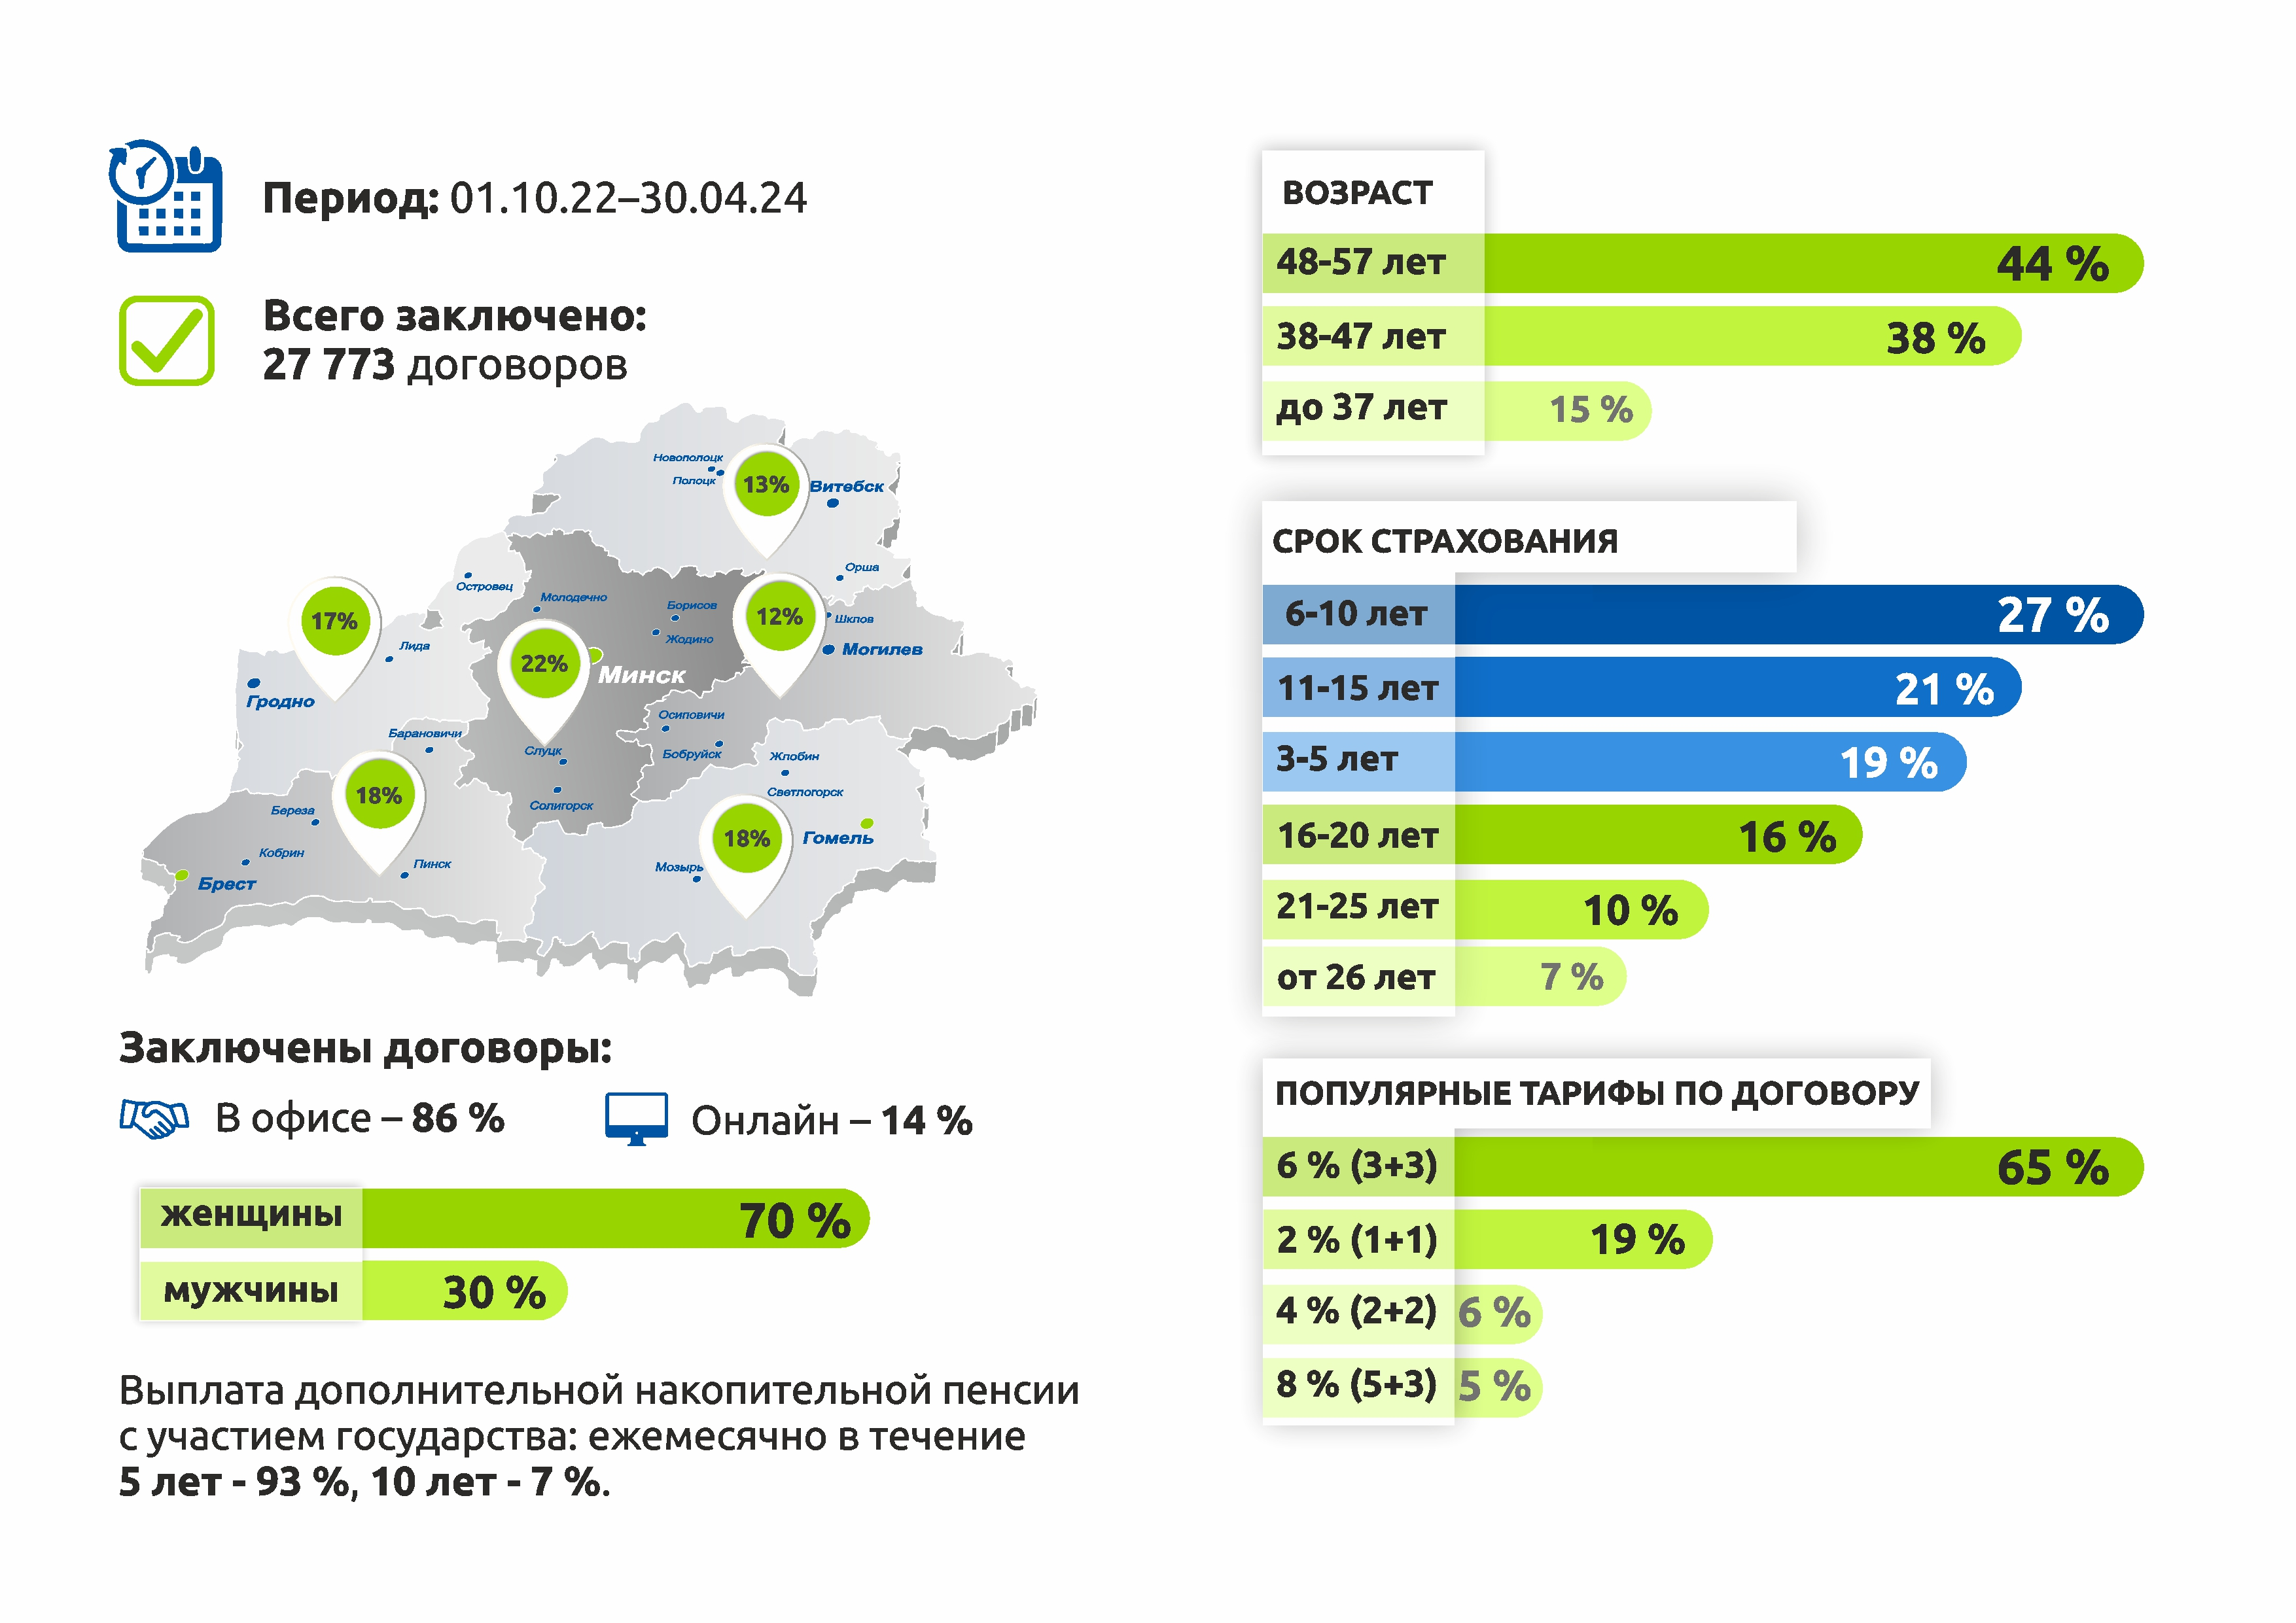 Период: 01.10.22–30.04.24
Всего заключено:
27 773 договоров
Новополоцк
Полоцк
13%
Витебск
Орша
Островец
Молодечно
Борисов
12%
Шклов
17%
Жодино
Могилев
Лида
22%
Минск
Гродно
Осиповичи
Барановичи
Слуцк
Бобруйск
Жлобин
Светлогорск
18%
Солигорск
Береза
18%
Гомель
Кобрин
Пинск
Мозырь
Брест
Заключены договоры:
В офисе – 86 %
Онлайн – 14 %
женщины 70 %
мужчины 30 %
Выплата дополнительной накопительной пенсии
с участием государства: ежемесячно в течение
5 лет - 93 %, 10 лет - 7 %.
ВОЗРАСТ
48-57 лет 44 %
38-47 лет 38 %
до 37 лет 15 %
СРОК СТРАХОВАНИЯ
6-10 лет 27 %
11-15 лет 21 %
3-5 лет 19 %
16-20 лет 16 %
21-25 лет 10 %
от 26 лет 7 %
ПОПУЛЯРНЫЕ ТАРИФЫ ПО ДОГОВОРУ
6 % (3+3) 65 %
2 % (1+1) 19 %
4 % (2+2) 6 %
8 % (5+3) 5 %